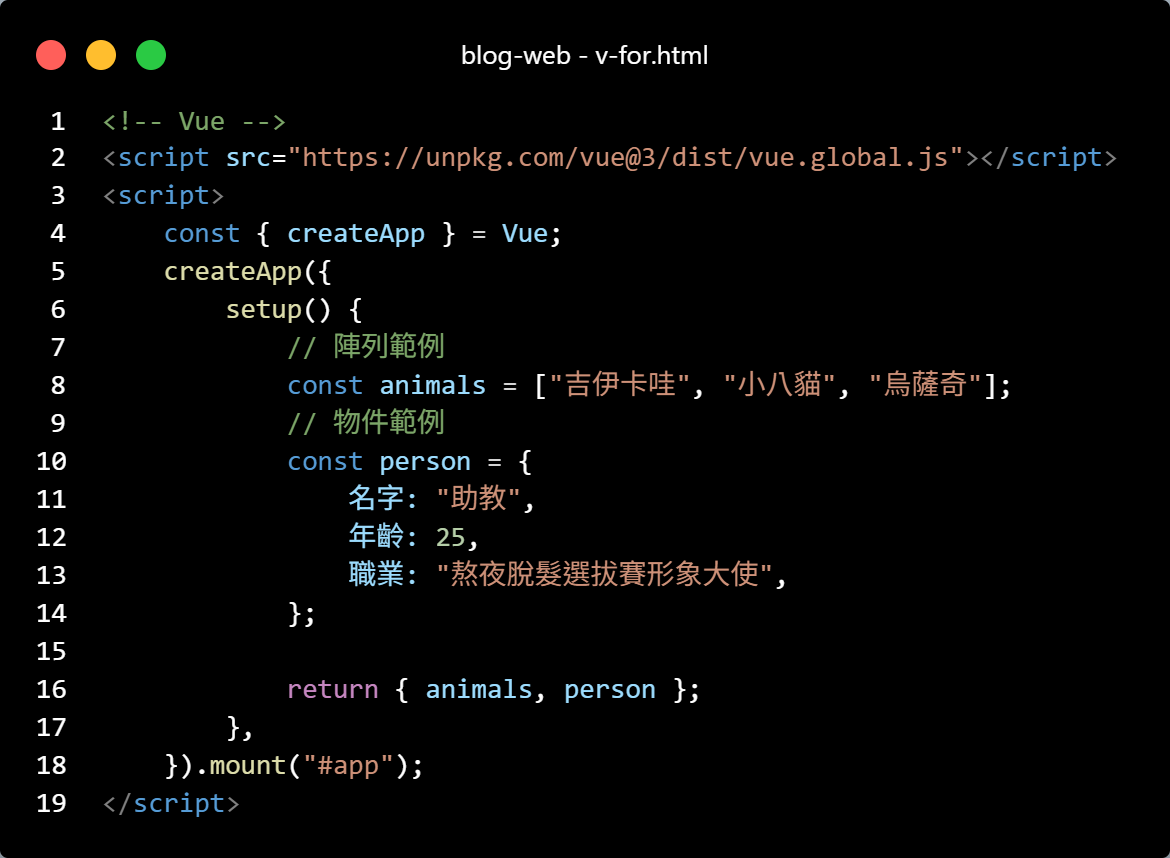 blog-web - v-for.html
1 <!-- Vue -->
2 <script src="https://unpkg.com/vue@3/dist/vue.global.js"></script>
3 <script>
4     const { createApp } = Vue;
5     createApp({
6         setup() {
7             // 陣列範例
8             const animals = ["吉伊卡哇", "小八貓", "烏薩奇"];
9             // 物件範例
10             const person = {
11                 名字: "助教",
12                 年齡: 25,
13                 職業: "熬夜脫髮選拔賽形象大使",
14             };
15
16             return { animals, person };
17         },
18     }).mount("#app");
19 </script>